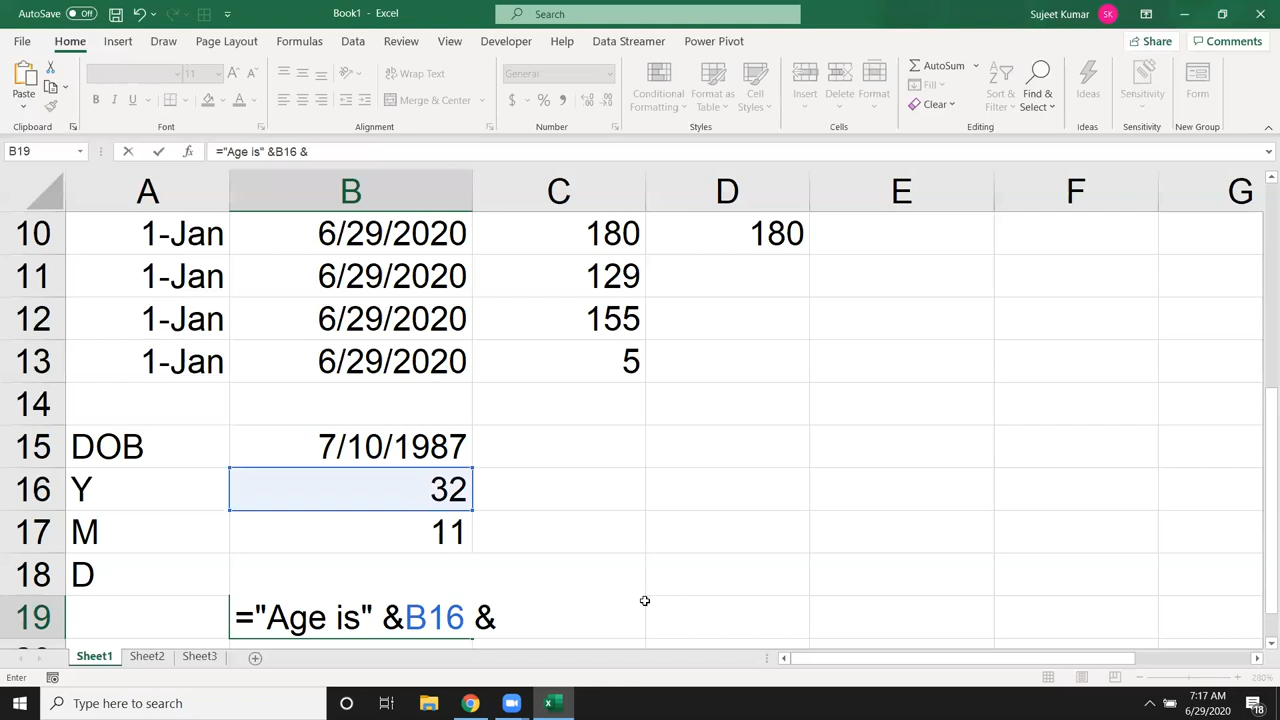 AutoSave Off Book1 - Excel Search Sujeet Kumar SK
File Home Insert Draw Page Layout Formulas Data Review View Developer Help Data Streamer Power Pivot Share Comments
Paste 11 General Wrap Text Merge & Center $ % Conditional Formatting Format as Table Cell Styles Insert Delete Format AutoSum Fill Clear Sort & Filter Find & Select Ideas Sensitivity Form
Clipboard Font Alignment Number Styles Cells Editing Ideas Sensitivity New Group
B19 fx ="Age is" &B16 &
A B C D E F G
10 1-Jan 6/29/2020 180 180
11 1-Jan 6/29/2020 129
12 1-Jan 6/29/2020 155
13 1-Jan 6/29/2020 5
14
15 DOB 7/10/1987
16 Y 32
17 M 11
18 D
19 ="Age is" &B16 &
Sheet1 Sheet2 Sheet3
Enter 280%
Type here to search 7:17 AM
6/29/2020 18